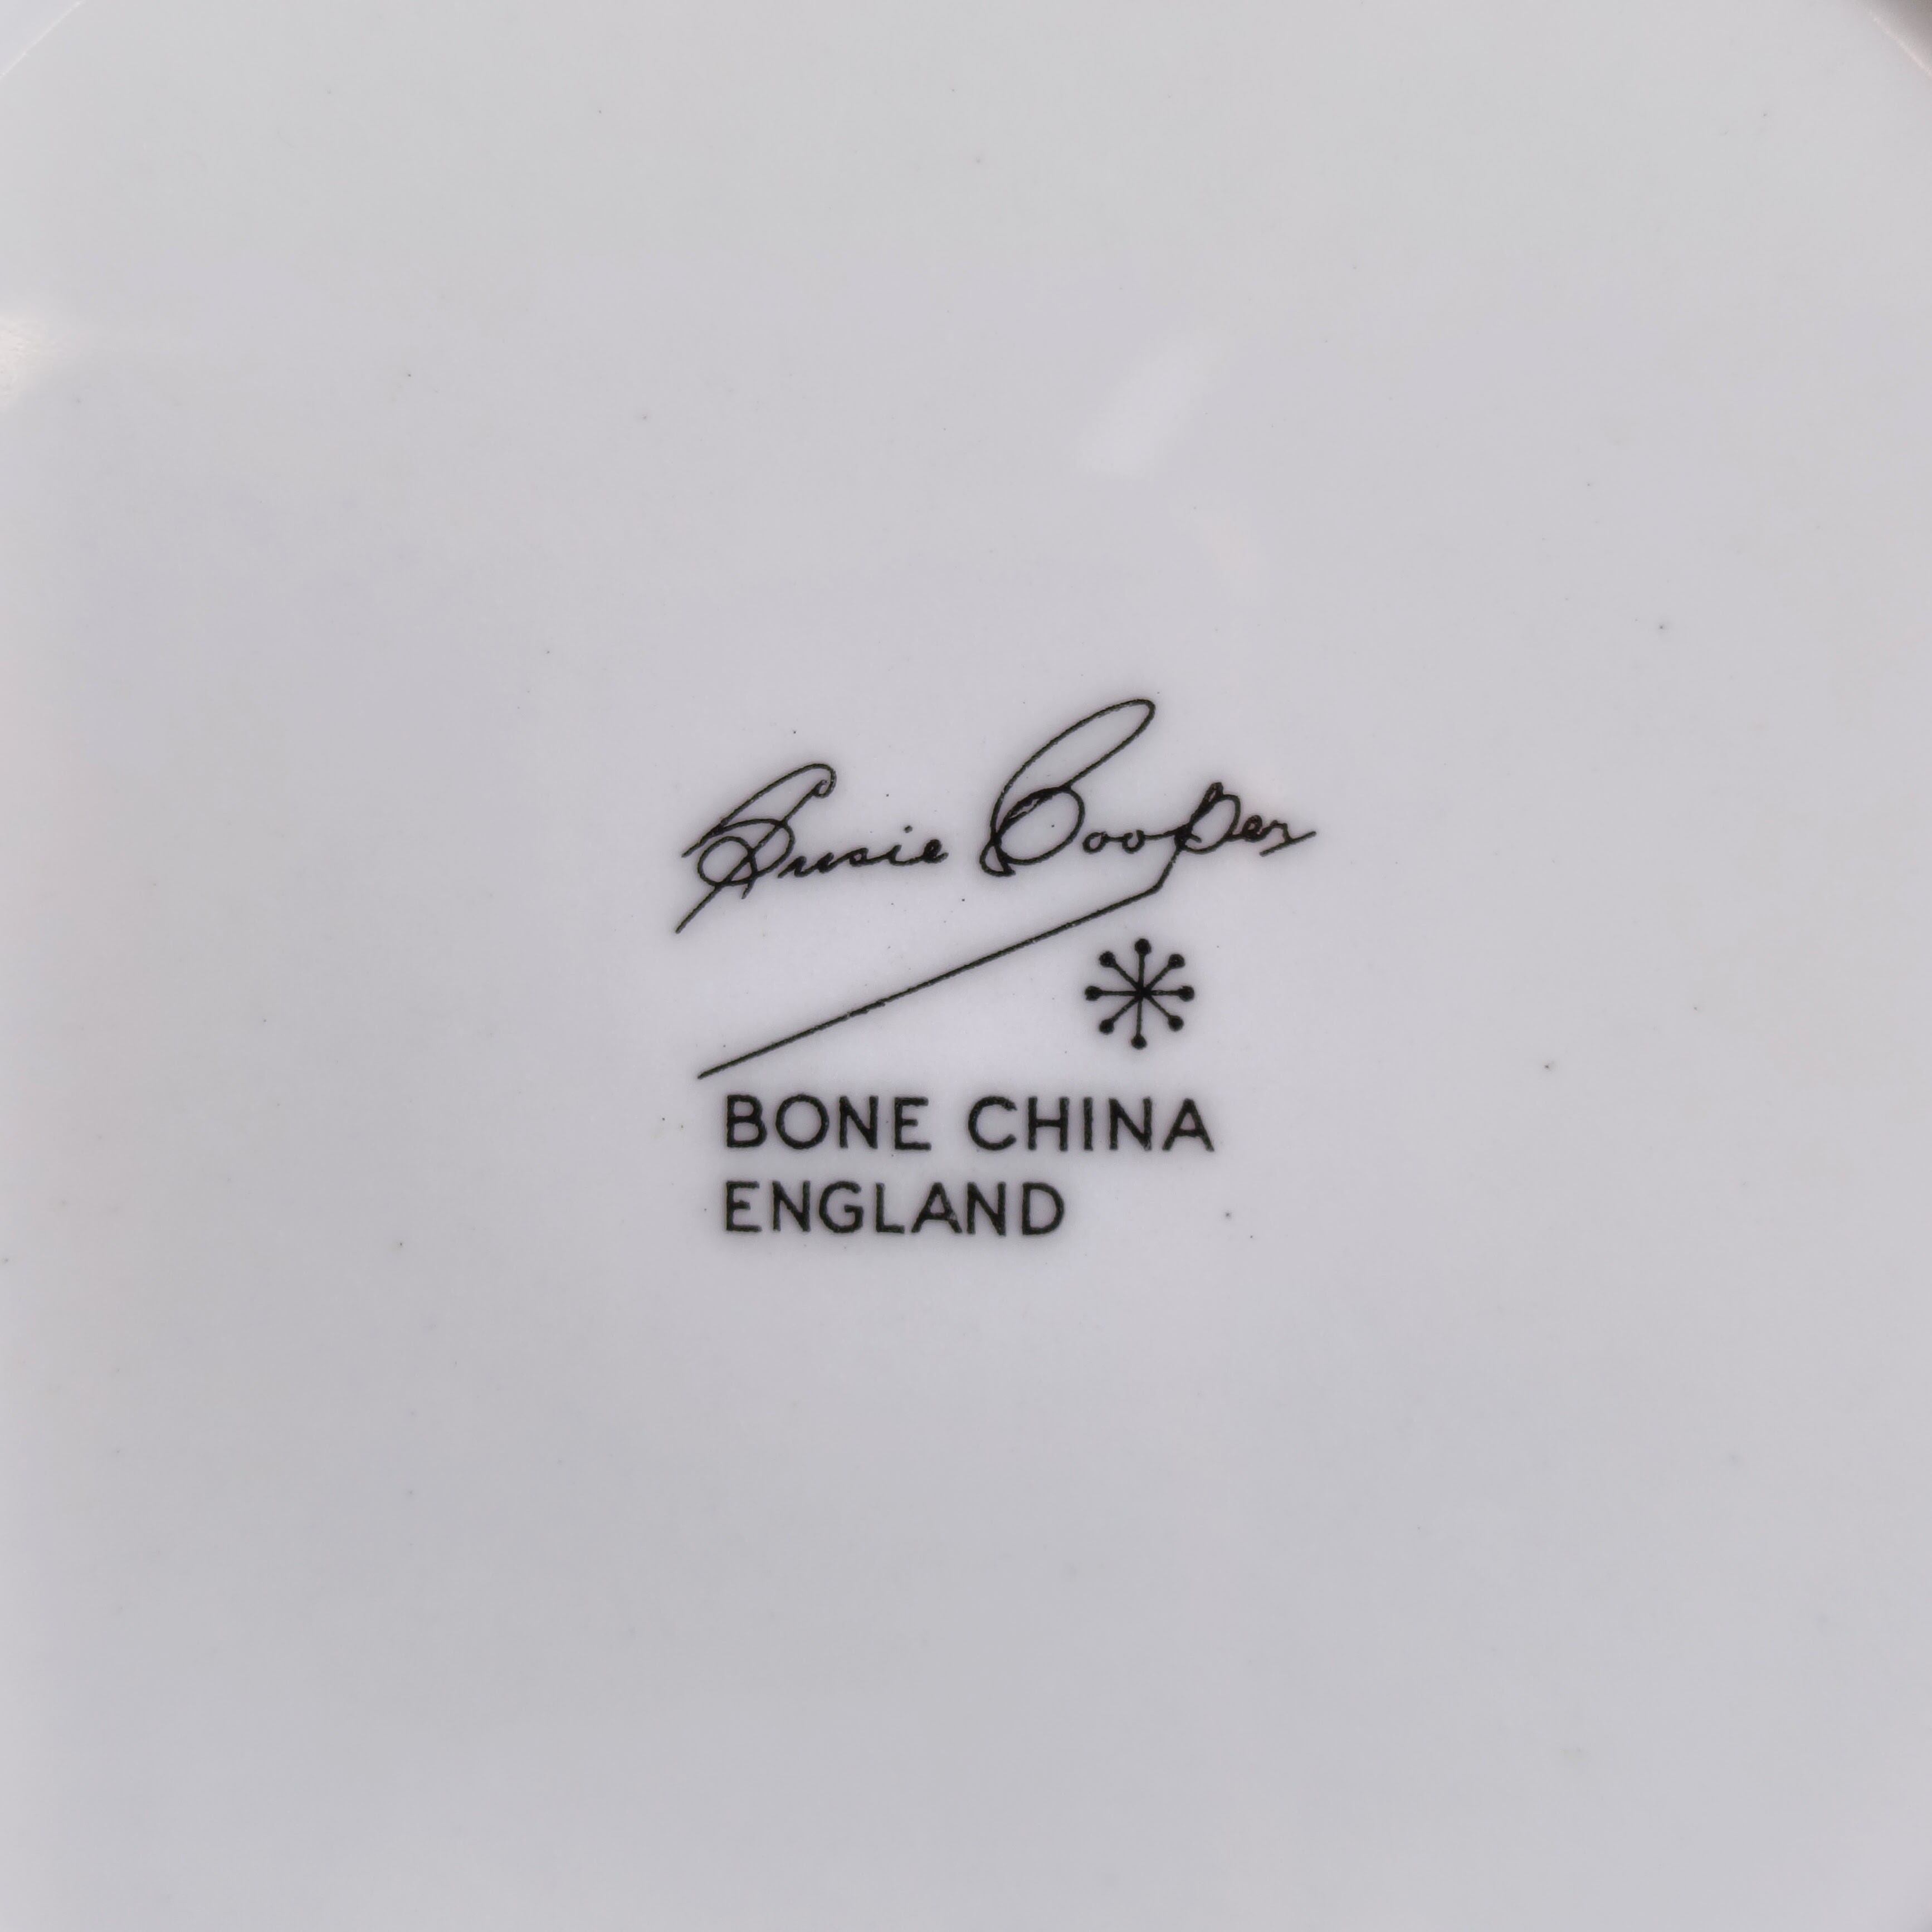 Susie Cooper
BONE CHINA
ENGLAND